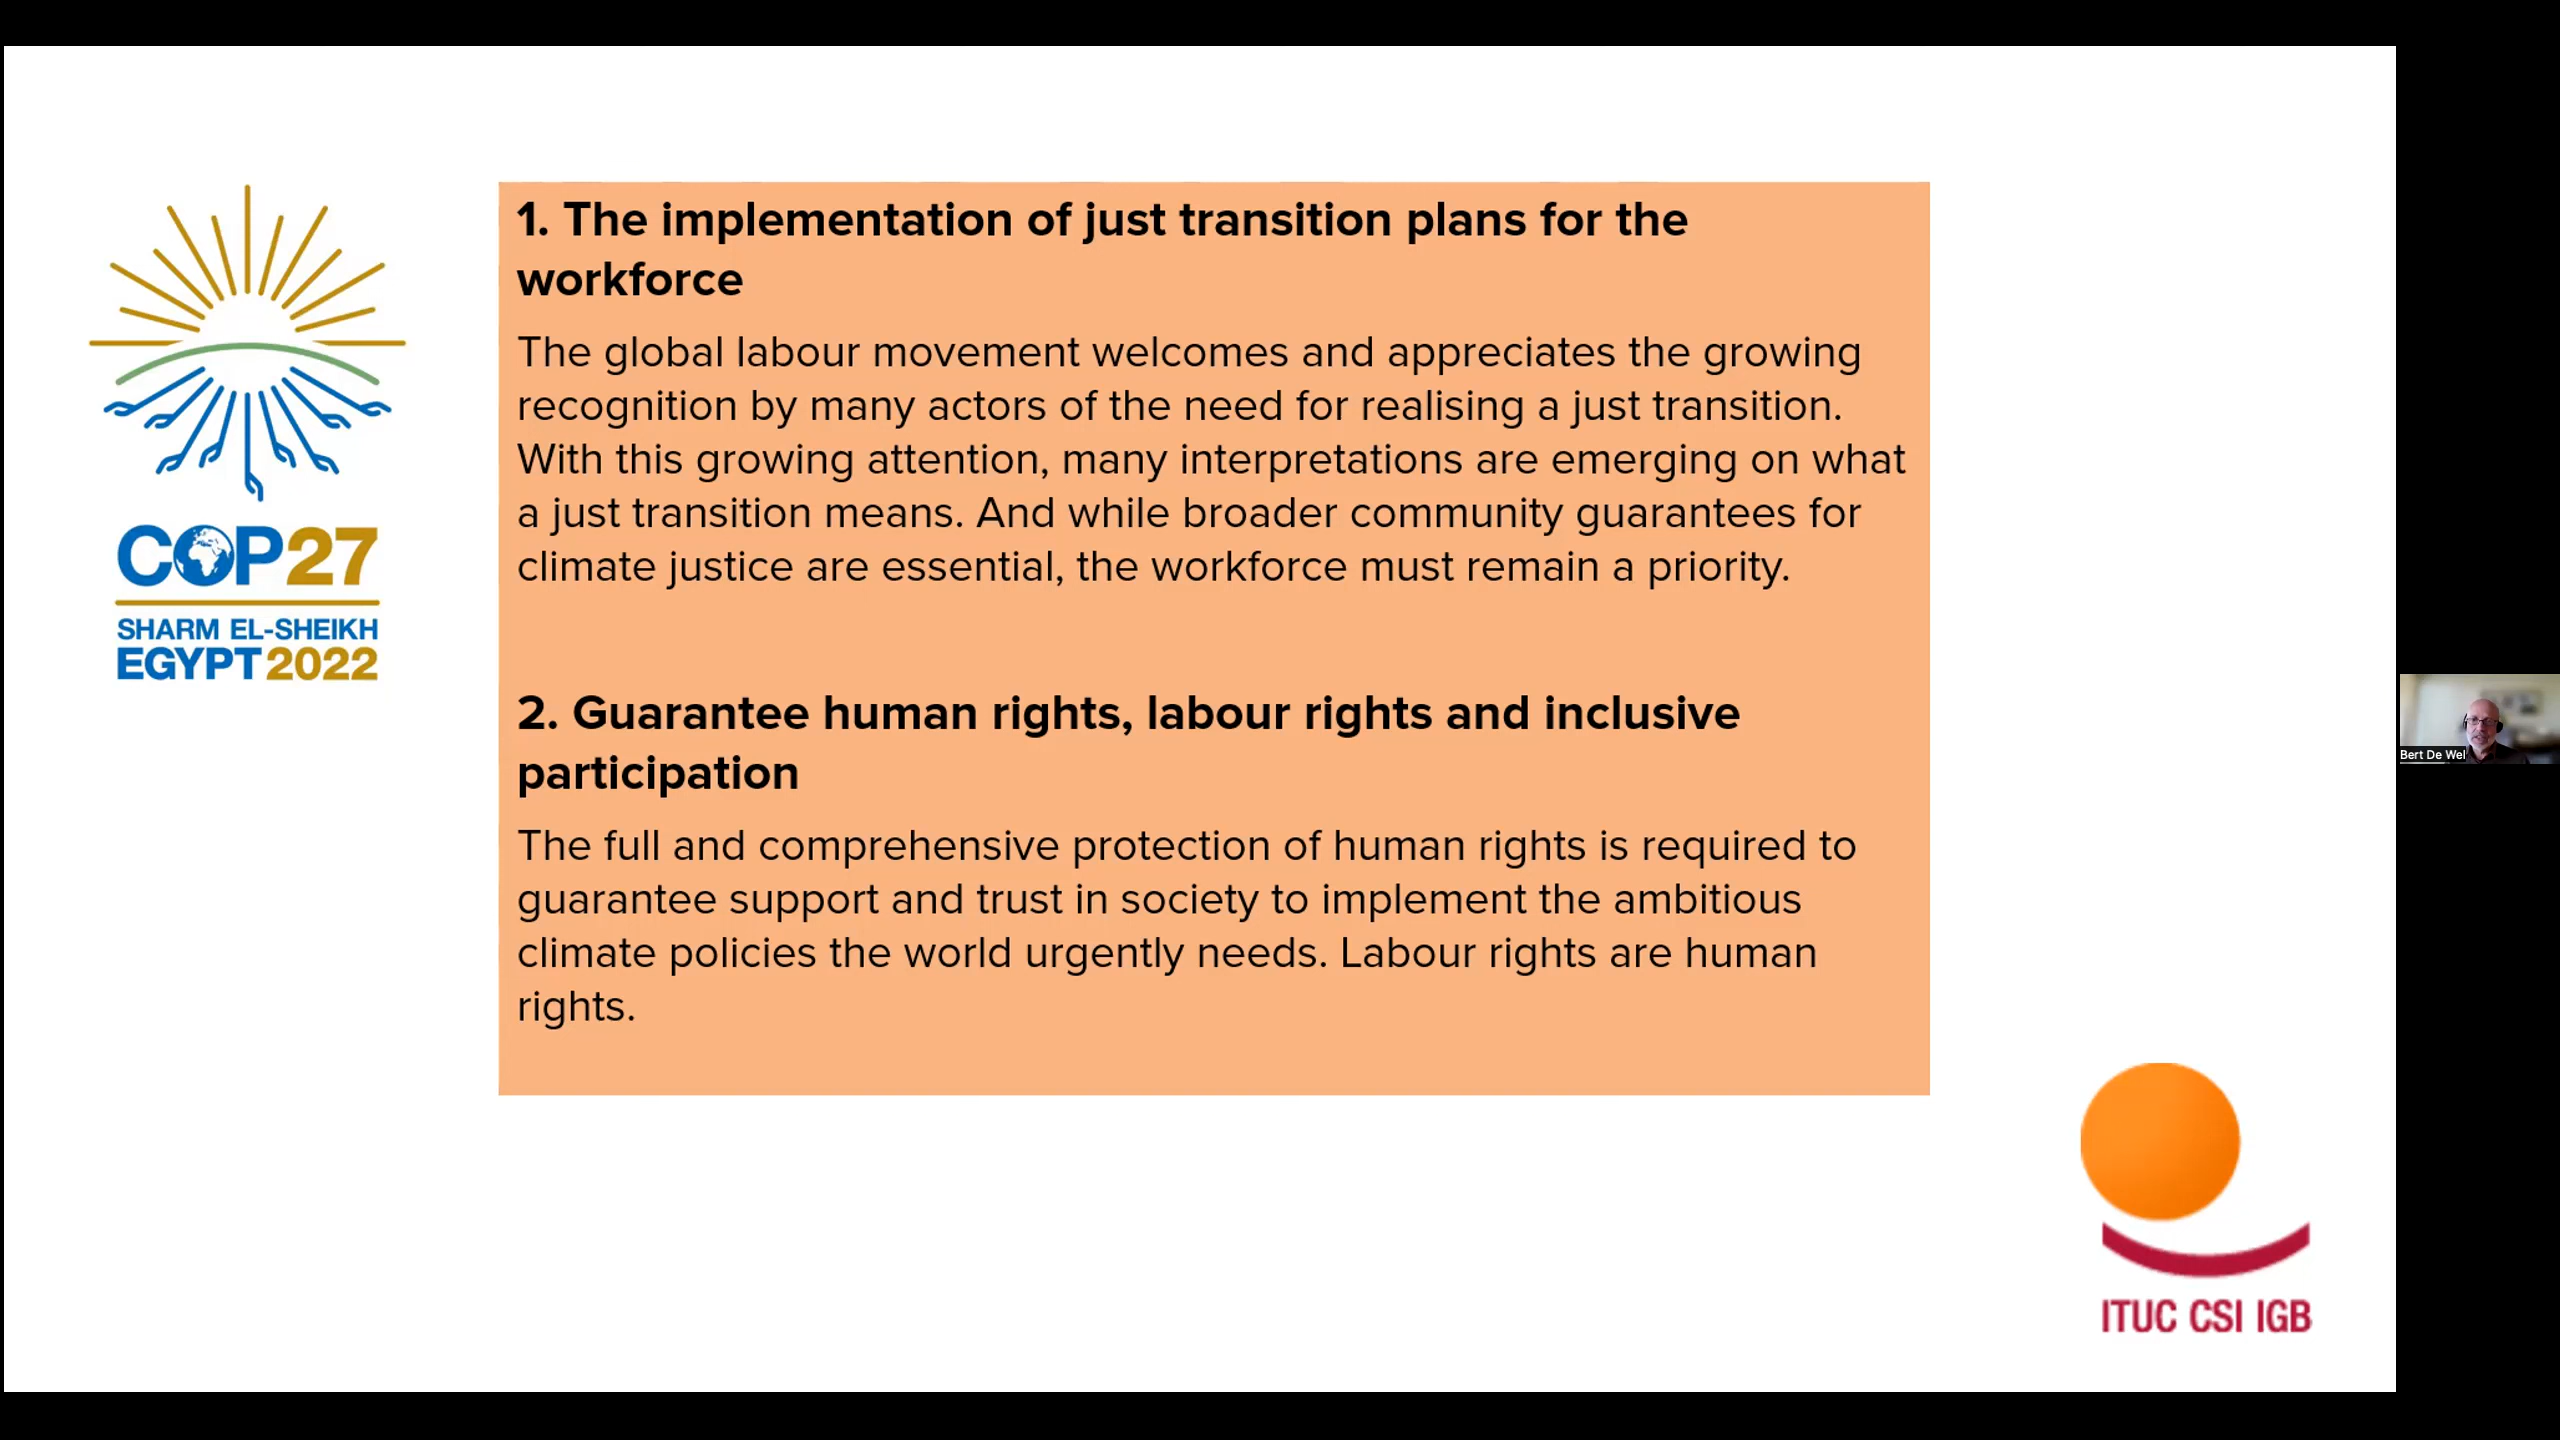 COP27
SHARM EL-SHEIKH
EGYPT 2022
1. The implementation of just transition plans for the
workforce
The global labour movement welcomes and appreciates the growing
recognition by many actors of the need for realising a just transition.
With this growing attention, many interpretations are emerging on what
a just transition means. And while broader community guarantees for
climate justice are essential, the workforce must remain a priority.
2. Guarantee human rights, labour rights and inclusive
participation
The full and comprehensive protection of human rights is required to
guarantee support and trust in society to implement the ambitious
climate policies the world urgently needs. Labour rights are human
rights.
Bert De Wel
ITUC CSI IGB